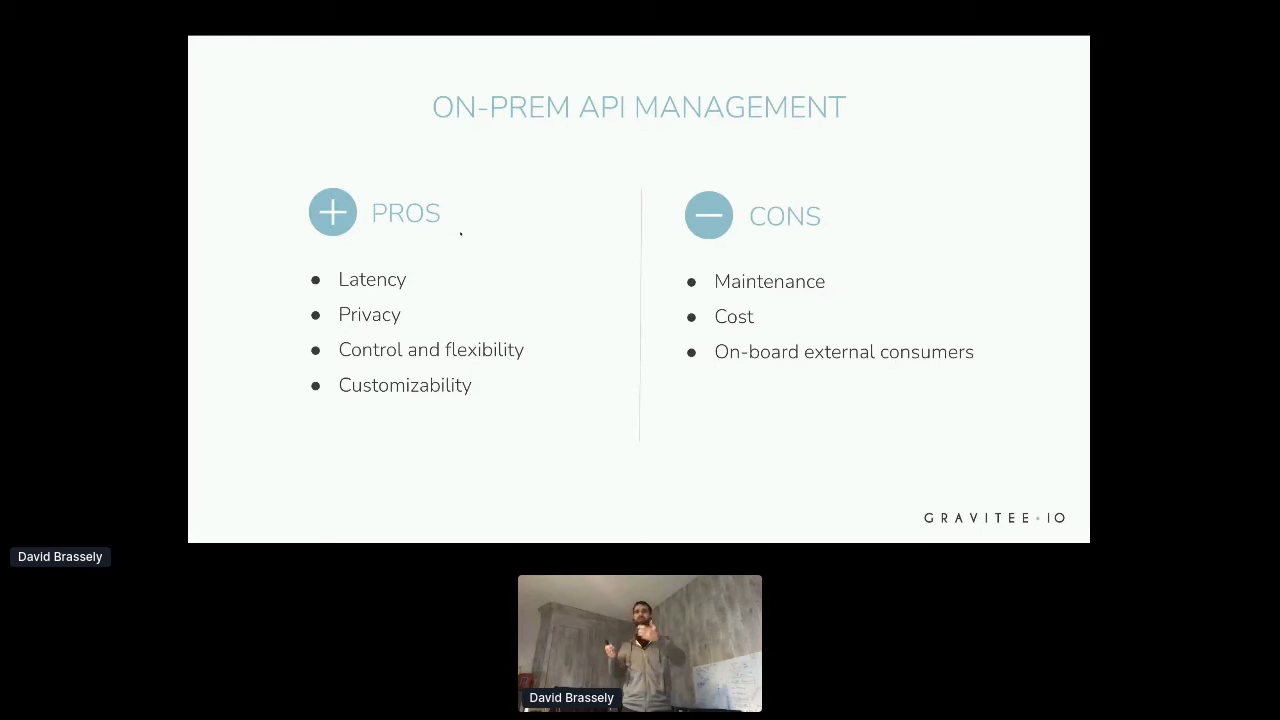 ON-PREM API MANAGEMENT
PROS
Latency
Privacy
Control and flexibility
Customizability
CONS
Maintenance
Cost
On-board external consumers
GRAVITEE.IO
David Brassely
David Brassely